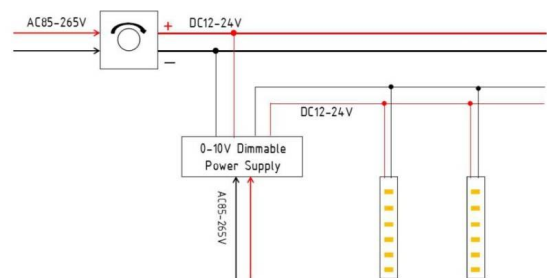 AC85-265V
+
DC12-24V
−
DC12-24V
0-10V Dimmable
Power Supply
AC85-265V